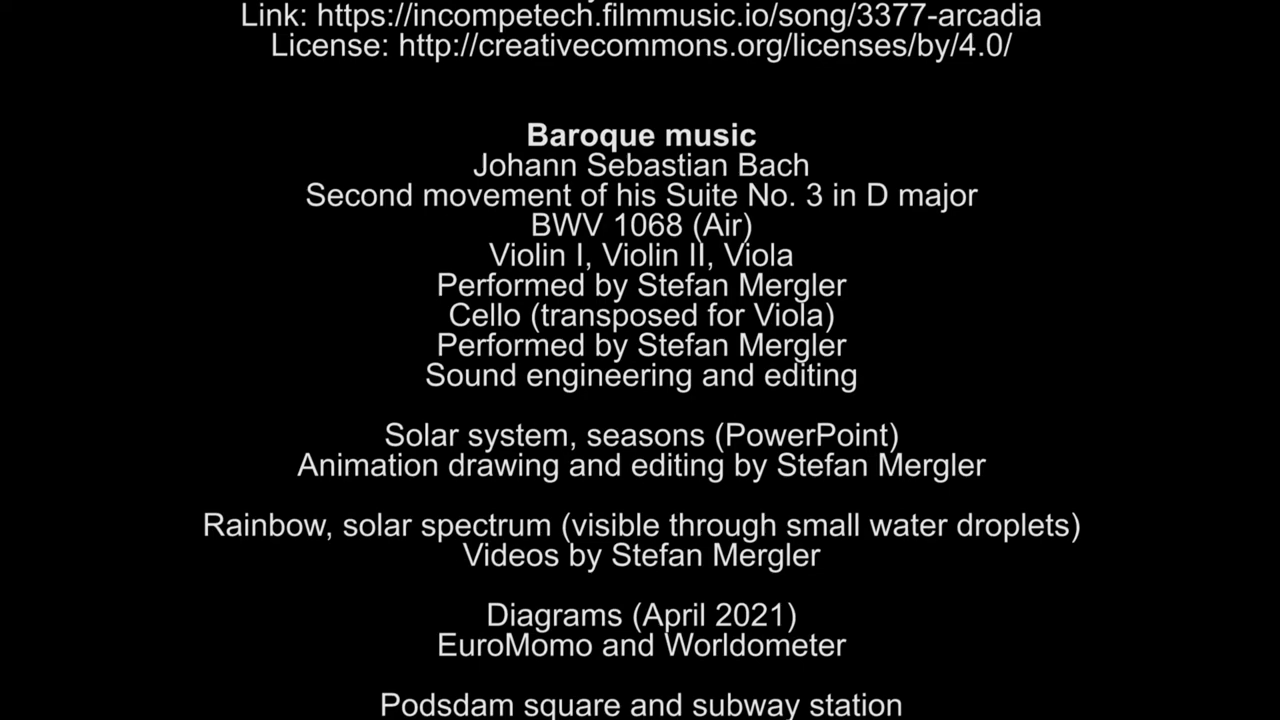 Link: https://incompetech.filmmusic.io/song/3377-arcadia
License: http://creativecommons.org/licenses/by/4.0/
Baroque music
Johann Sebastian Bach
Second movement of his Suite No. 3 in D major
BWV 1068 (Air)
Violin I, Violin II, Viola
Performed by Stefan Mergler
Cello (transposed for Viola)
Performed by Stefan Mergler
Sound engineering and editing
Solar system, seasons (PowerPoint)
Animation drawing and editing by Stefan Mergler
Rainbow, solar spectrum (visible through small water droplets)
Videos by Stefan Mergler
Diagrams (April 2021)
EuroMomo and Worldometer
Podsdam square and subway station